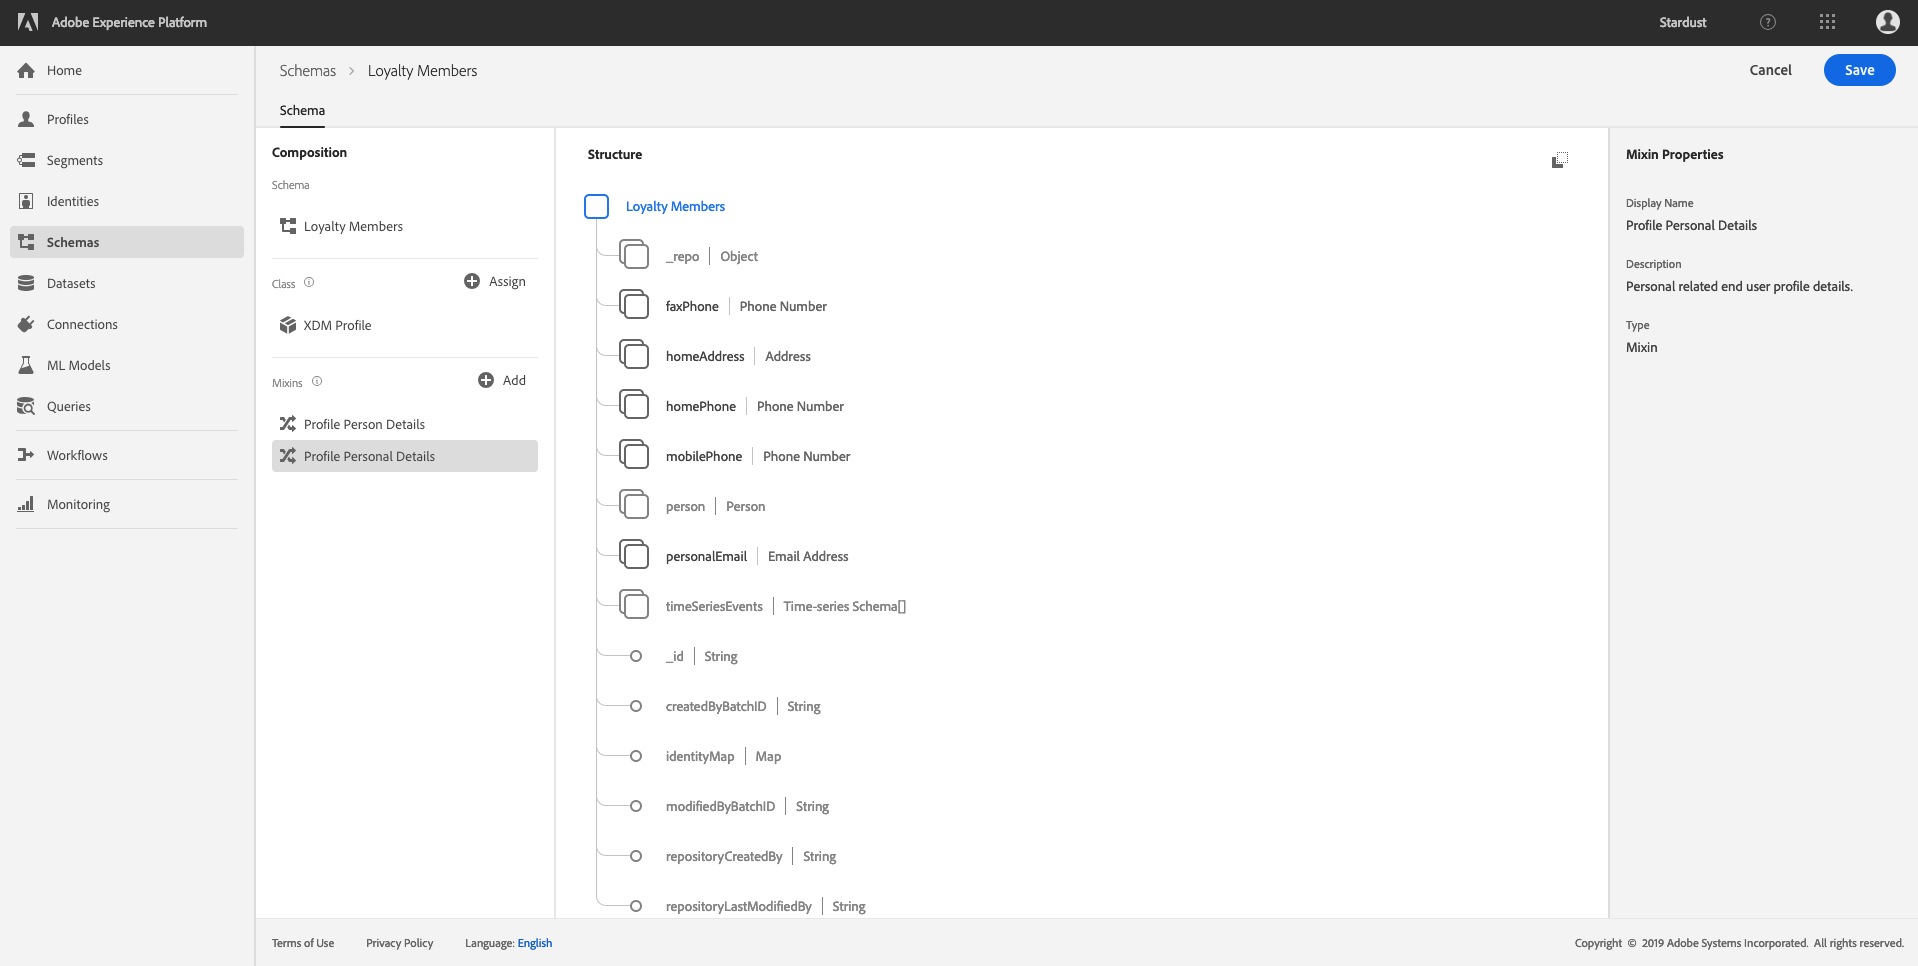 Adobe Experience Platform
Stardust
Home
Profiles
Segments
Identities
Schemas
Datasets
Connections
ML Models
Queries
Workflows
Monitoring
Schemas > Loyalty Members
Cancel
Save
Schema
Composition
Schema
Loyalty Members
Class
Assign
XDM Profile
Mixins
Add
Profile Person Details
Profile Personal Details
Structure
Loyalty Members
_repo | Object
faxPhone | Phone Number
homeAddress | Address
homePhone | Phone Number
mobilePhone | Phone Number
person | Person
personalEmail | Email Address
timeSeriesEvents | Time-series Schema[]
_id | String
createdByBatchID | String
identityMap | Map
modifiedByBatchID | String
repositoryCreatedBy | String
repositoryLastModifiedBy | String
Mixin Properties
Display Name
Profile Personal Details
Description
Personal related end user profile details.
Type
Mixin
Terms of Use
Privacy Policy
Language: English
Copyright © 2019 Adobe Systems Incorporated. All rights reserved.